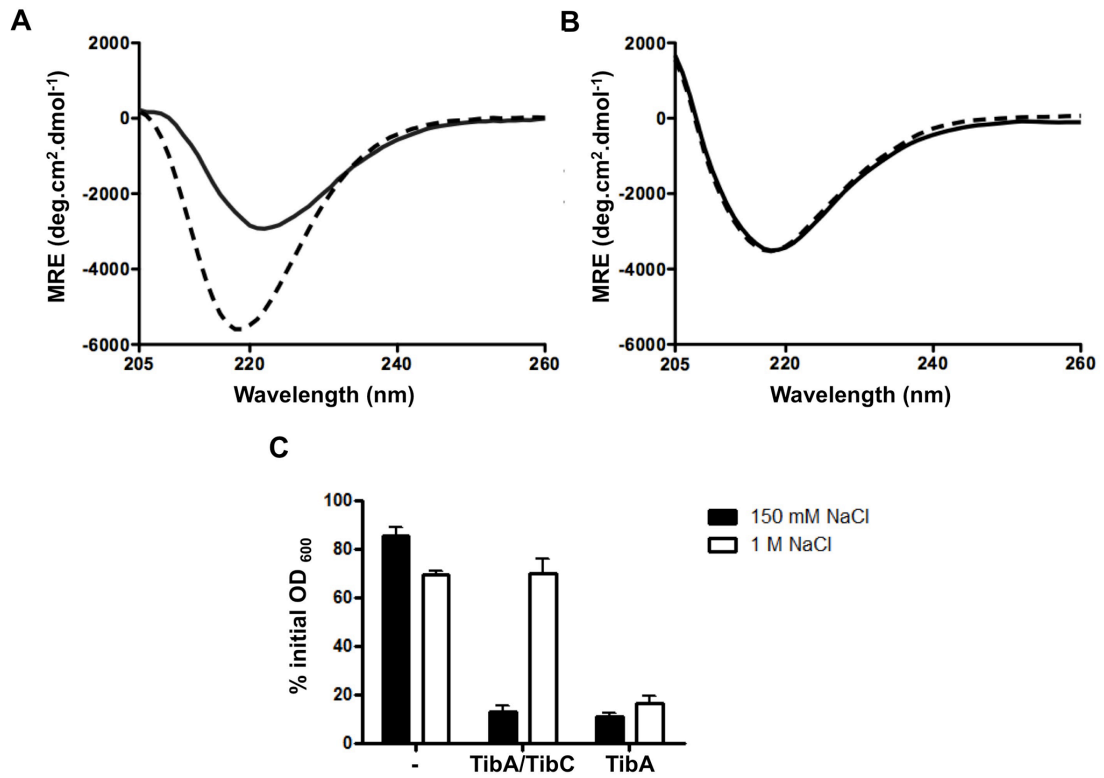 A
2000
0
-2000
-4000
-6000
MRE (deg.cm2.dmol-1)
205
220
240
260
Wavelength (nm)
B
2000
0
-2000
-4000
-6000
MRE (deg.cm2.dmol-1)
205
220
240
260
Wavelength (nm)
C
100
80
60
40
20
0
% initial OD 600
-
TibA/TibC
TibA
150 mM NaCl
1 M NaCl